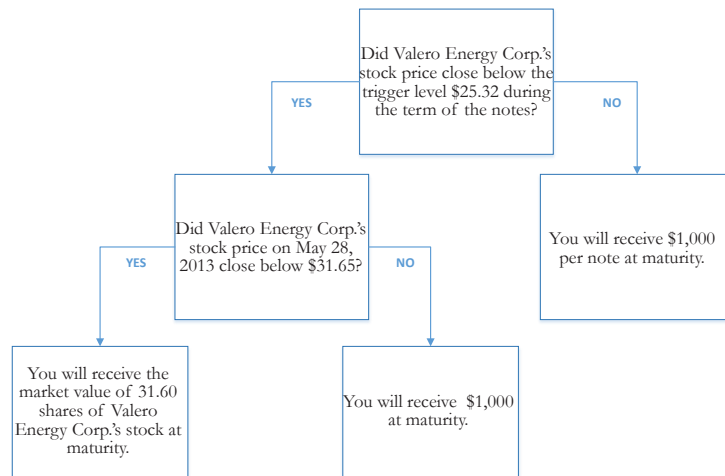 Did Valero Energy Corp.'s
stock price close below the
trigger level $25.32 during
the term of the notes?
YES
NO
Did Valero Energy Corp.'s
stock price on May 28,
2013 close below $31.65?
You will receive $1,000
per note at maturity.
YES
NO
You will receive the
market value of 31.60
shares of Valero
Energy Corp.'s stock at
maturity.
You will receive $1,000
at maturity.